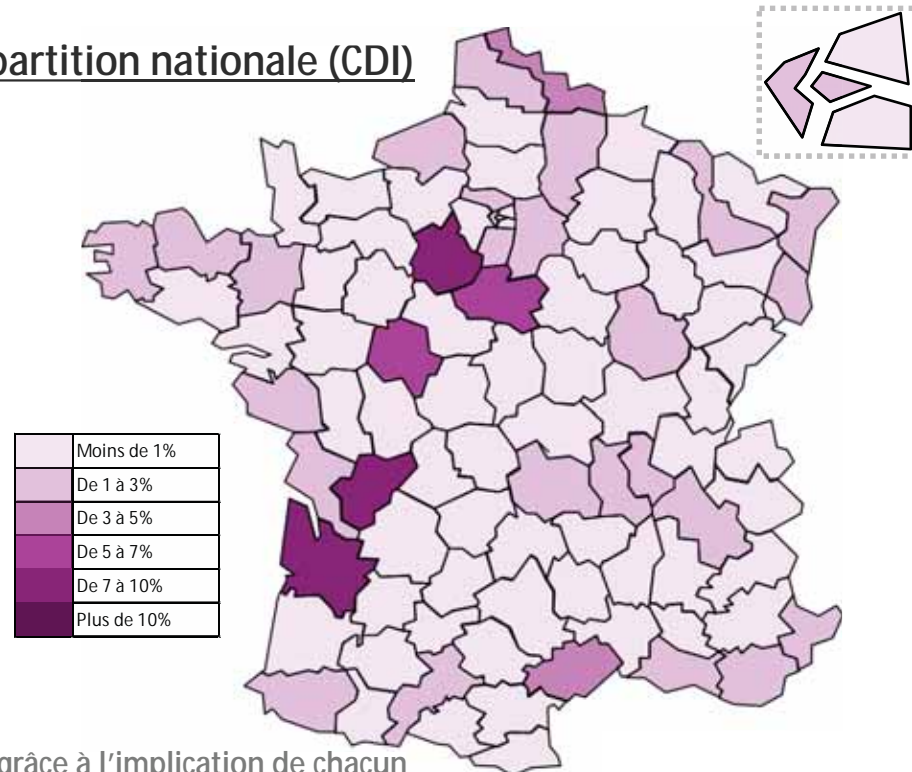 partition nationale (CDI)
Moins de 1%
De 1 à 3%
De 3 à 5%
De 5 à 7%
De 7 à 10%
Plus de 10%
grâce à l'implication de chacun